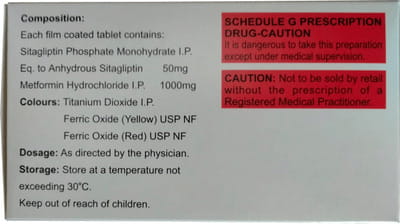 Composition:
Each film coated tablet contains:
Sitagliptin Phosphate Monohydrate I.P.
Eq. to Anhydrous Sitagliptin 50mg
Metformin Hydrochloride I.P. 1000mg
Colours: Titanium Dioxide I.P.
Ferric Oxide (Yellow) USP NF
Ferric Oxide (Red) USP NF
Dosage: As directed by the physician.
Storage: Store at a temperature not
exceeding 30°C.
Keep out of reach of children.
SCHEDULE G PRESCRIPTION
DRUG-CAUTION
It is dangerous to take this preparation
except under medical supervision.
CAUTION: Not to be sold by retail
without the prescription of a
Registered Medical Practitioner.